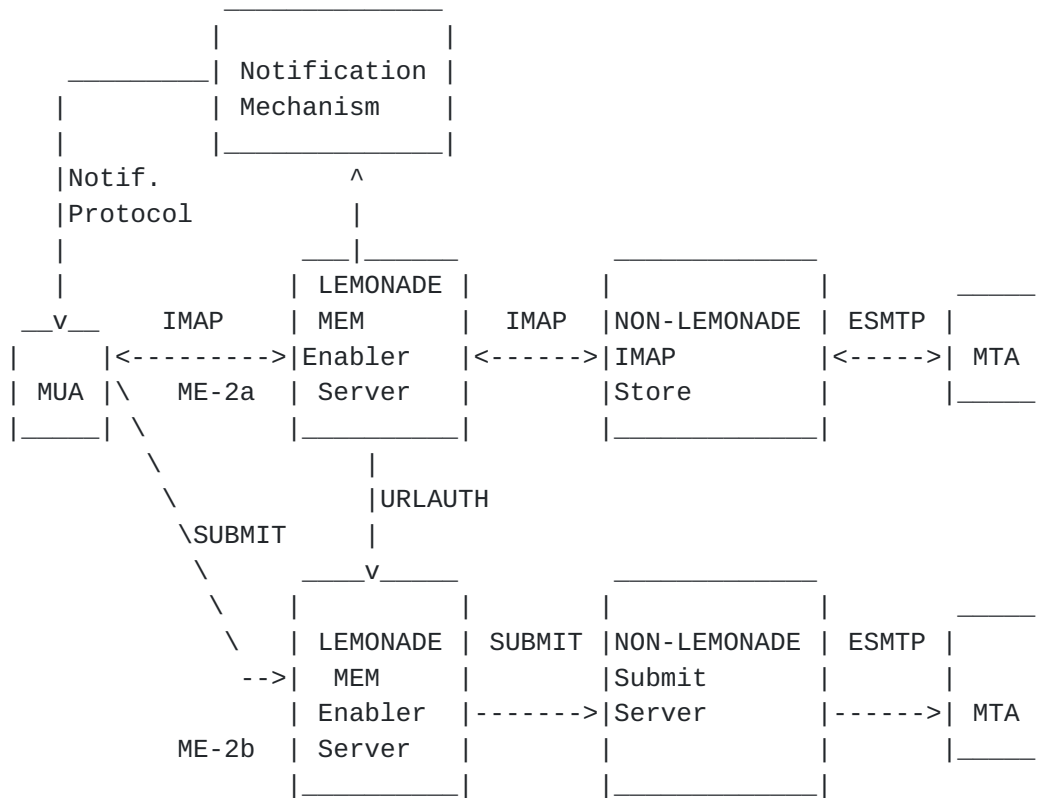 Notification
Mechanism
Notif.
Protocol
LEMONADE
IMAP MEM IMAP NON-LEMONADE ESMTP
Enabler IMAP MTA
MUA ME-2a Server Store
URLAUTH
SUBMIT
LEMONADE SUBMIT NON-LEMONADE ESMTP
MEM Submit
Enabler Server MTA
ME-2b Server